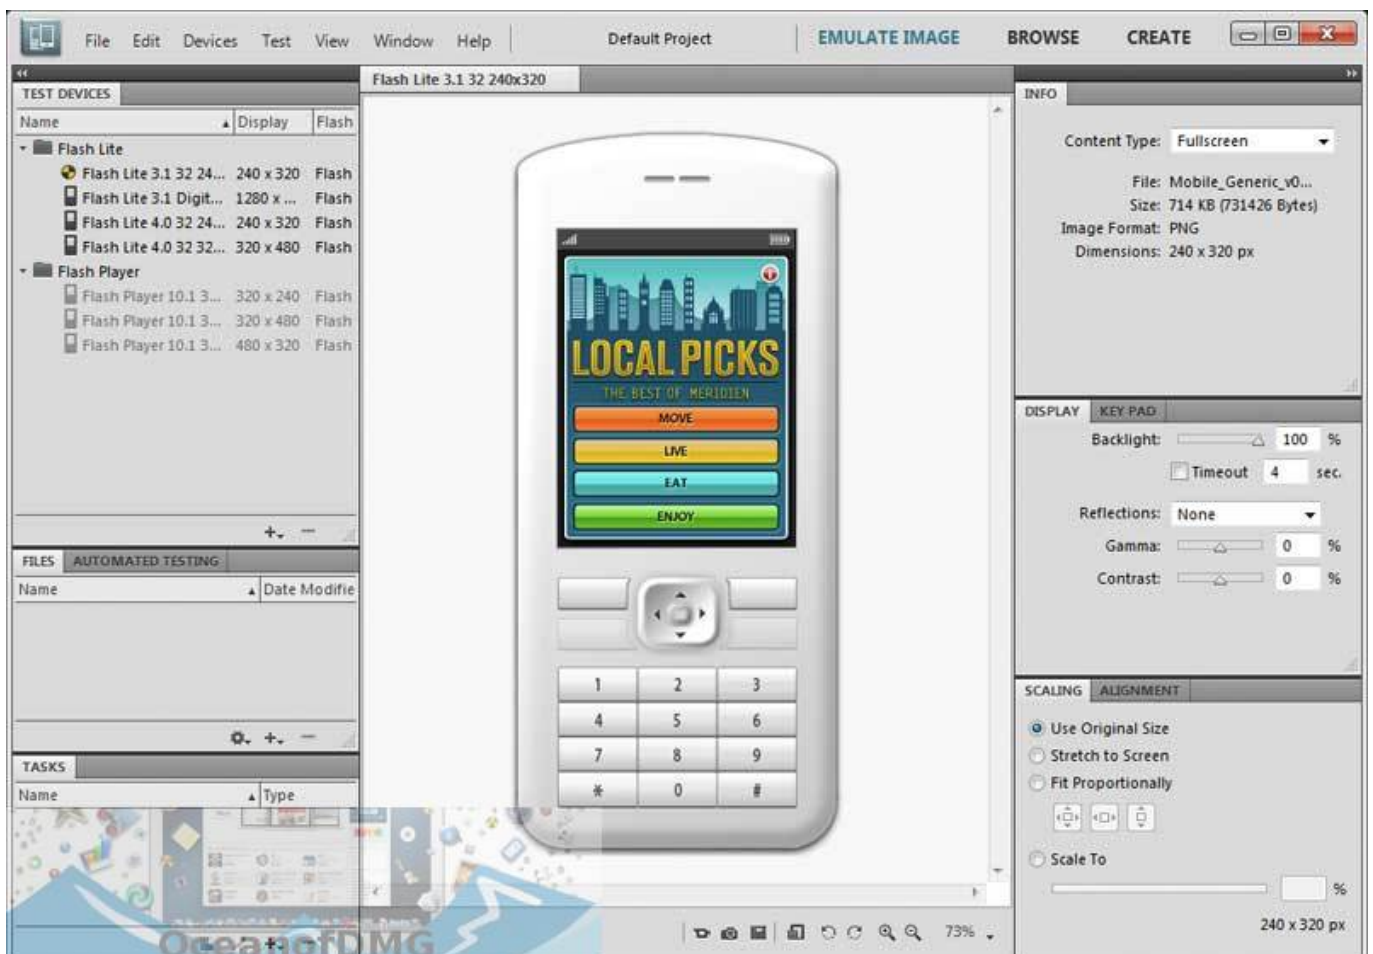 File Edit Devices Test View Window Help Default Project EMULATE IMAGE BROWSE CREATE
TEST DEVICES
Name Display Flash
Flash Lite
Flash Lite 3.1 32 24... 240 x 320 Flash
Flash Lite 3.1 Digit... 1280 x ... Flash
Flash Lite 4.0 32 24... 240 x 320 Flash
Flash Lite 4.0 32 32... 320 x 480 Flash
Flash Player
Flash Player 10.1 3... 320 x 240 Flash
Flash Player 10.1 3... 320 x 480 Flash
Flash Player 10.1 3... 480 x 320 Flash
FILES AUTOMATED TESTING
Name Date Modifie
TASKS
Name Type
OceanofDMG
Flash Lite 3.1 32 240x320
LOCAL PICKS
THE BEST OF MERIDIEN
MOVE
LIVE
EAT
ENJOY
1 2 3
4 5 6
7 8 9
* 0 #
73%
INFO
Content Type: Fullscreen
File: Mobile_Generic_v0...
Size: 714 KB (731426 Bytes)
Image Format: PNG
Dimensions: 240 x 320 px
DISPLAY KEY PAD
Backlight: 100 %
Timeout 4 sec.
Reflections: None
Gamma: 0 %
Contrast: 0 %
SCALING ALIGNMENT
Use Original Size
Stretch to Screen
Fit Proportionally
Scale To
%
240 x 320 px